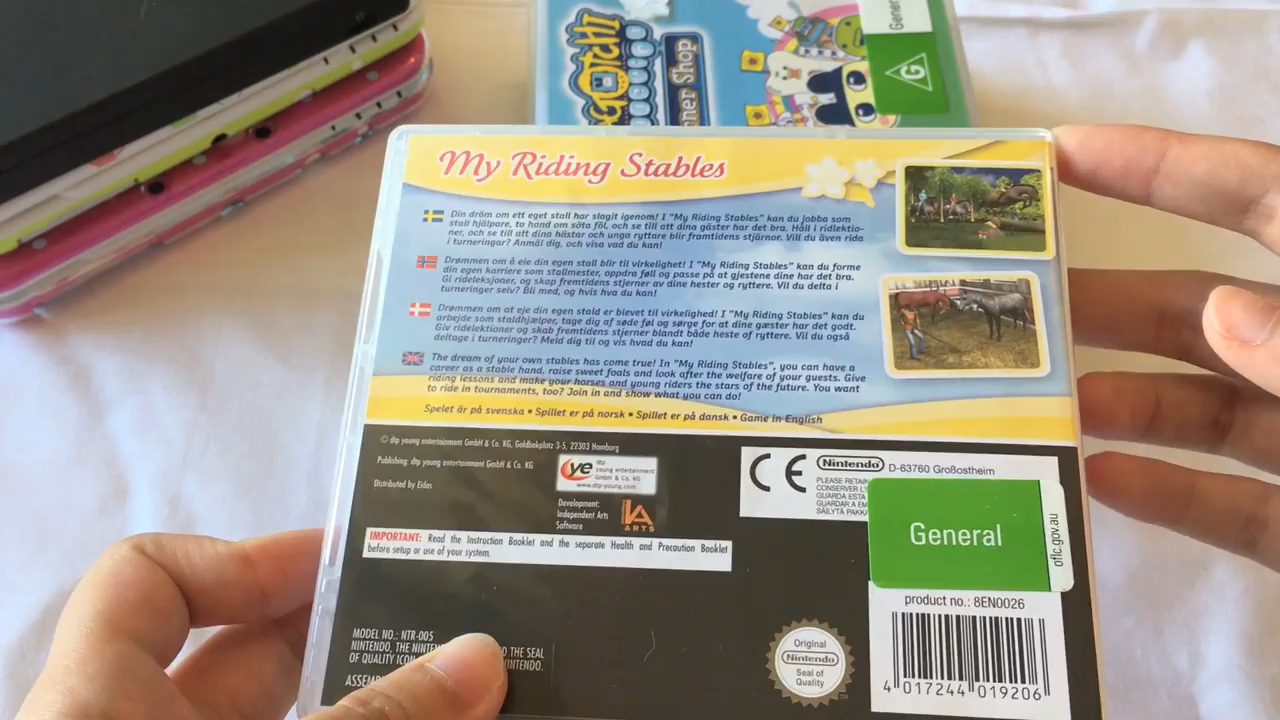 GOTCHI
ner Shop
Gener
G
My Riding Stables
Din dröm om ett eget stall har slagit igenom! I "My Riding Stables" kan du jobba som
stall hjälpare, ta hand om söta föl, och se till att dina gäster har det bra. Håll i ridlektio-
ner, och se till att dina hästar och unga ryttare blir framtidens stjärnor. Vill du även rida
i turneringar? Anmäl dig, och visa vad du kan!
Drømmen om å eie din egen stall blir til virkelighet! I "My Riding Stables" kan du forme
din egen karriere som stallmester, oppdra føll og passe på at gjestene dine har det bra.
Gi rideleksjoner, og skap fremtidens stjerner av dine hester og ryttere. Vil du delta i
turneringer selv? Bli med, og hvis hva du kan!
Drømmen om at eje din egen stald er blevet til virkelighed! I "My Riding Stables" kan du
arbejde som staldhjælper, tage dig af søde føl og sørge for at dine gæster har det godt.
Giv ridelektioner og skab fremtidens stjerner blandt både heste of ryttere. Vil du også
deltage i turneringer? Meld dig til og vis hvad du kan!
The dream of your own stables has come true! In "My Riding Stables", you can have a
career as a stable hand, raise sweet foals and look after the welfare of your guests. Give
riding lessons and make your horses and young riders the stars of the future. You want
to ride in tournaments, too? Join in and show what you can do!
Spelet är på svenska • Spillet er på norsk • Spillet er på dansk • Game in English
© dtp young entertainment GmbH & Co. KG, Goldbekplatz 3-5, 22303 Hamburg
Publishing: dtp young entertainment GmbH & Co. KG
Distributed by Eidos
ye dtp
young entertainment
GmbH & Co. KG
www.dtp-young.com
Development:
Independent Arts
Software
IA
ARTS
CE Nintendo D-63760 Großostheim
PLEASE RETAIN
CONSERVER L'
GUARDA ESTA
GUARDAR A EM
SÄILYTÄ PAKK
General
oflc.gov.au
IMPORTANT: Read the Instruction Booklet and the separate Health and Precaution Booklet
before setup or use of your system.
product no.: 8EN0026
4 017244 019206
MODEL NO.: NTR-005
NINTENDO, THE NINTEN D THE SEAL
OF QUALITY ICON NINTENDO.
ASSEMB
Original
Nintendo
Seal of
Quality
TM